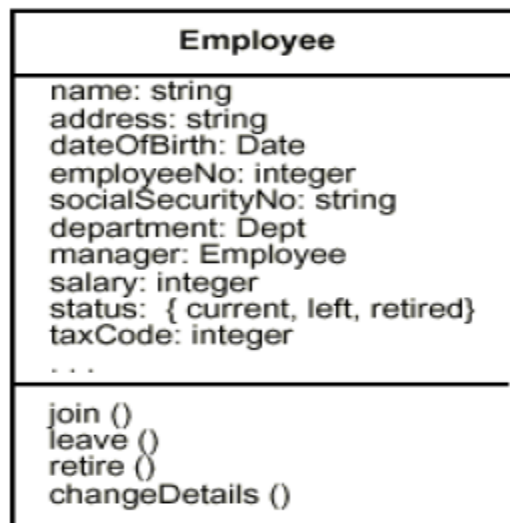 Employee
name: string
address: string
dateOfBirth: Date
employeeNo: integer
socialSecurityNo: string
department: Dept
manager: Employee
salary: integer
status:  { current, left, retired}
taxCode: integer
. . .
join ()
leave ()
retire ()
changeDetails ()